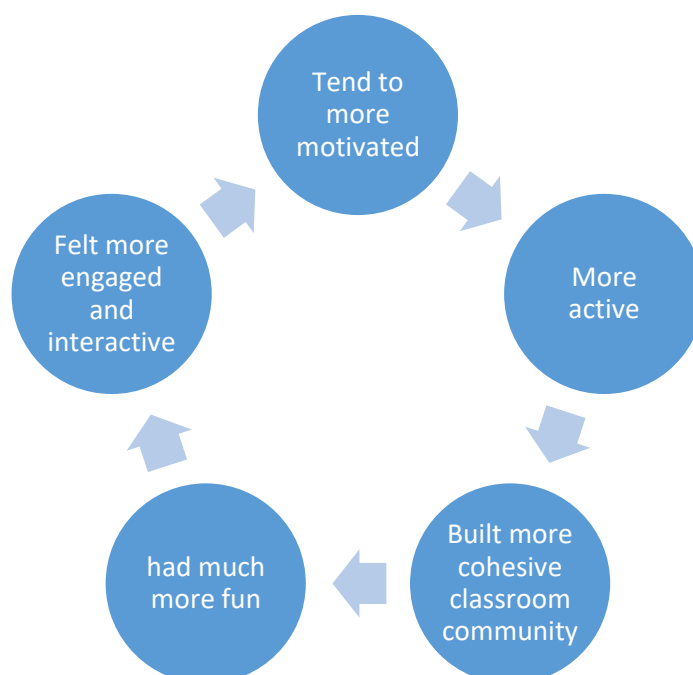 Tend to
more
motivated
More
active
Built more
cohesive
classroom
community
had much
more fun
Felt more
engaged
and
interactive